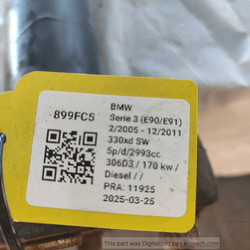 899FC5
BMW
Serie 3 (E90/E91)
2/2005 - 12/2011
330xd SW
5p/d/2993cc
306D3 / 170 kw /
Diesel / /
PRA: 11925
2025-03-25
This part was Digitalized by